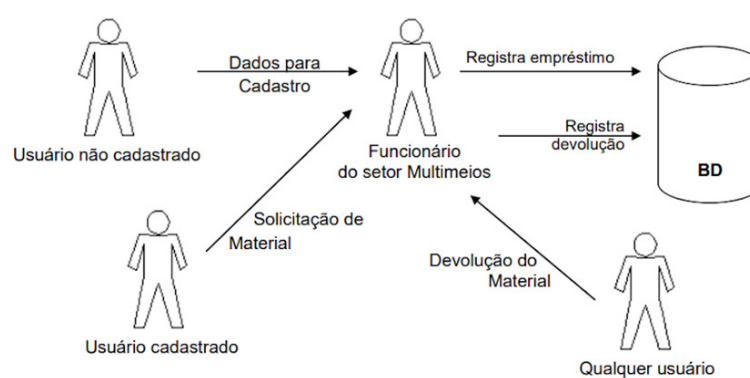 Dados para
Cadastro
Registra empréstimo
Registra
devolução
BD
Usuário não cadastrado
Funcionário
do setor Multimeios
Solicitação de
Material
Devolução do
Material
Usuário cadastrado
Qualquer usuário